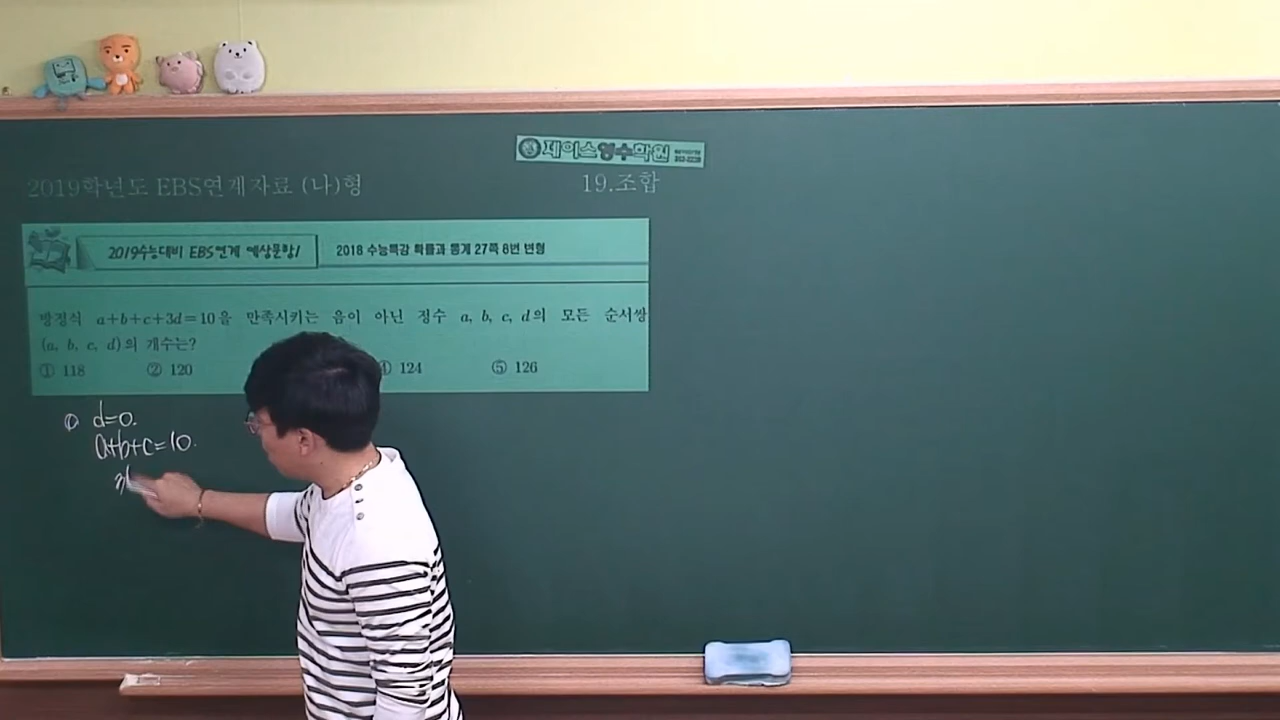 제이스영수학원
2019학년도 EBS연계자료 (나)형
19.조합
2019수능대비 EBS연계 예상문항1
2018 수능특강 확률과 통계 27쪽 8번 변형
방정식 a+b+c+3d=10을 만족시키는 음이 아닌 정수 a, b, c, d의 모든 순서쌍
(a, b, c, d)의 개수는?
① 118 ② 120 ④ 124 ⑤ 126
d=0.
a+b+c=10.